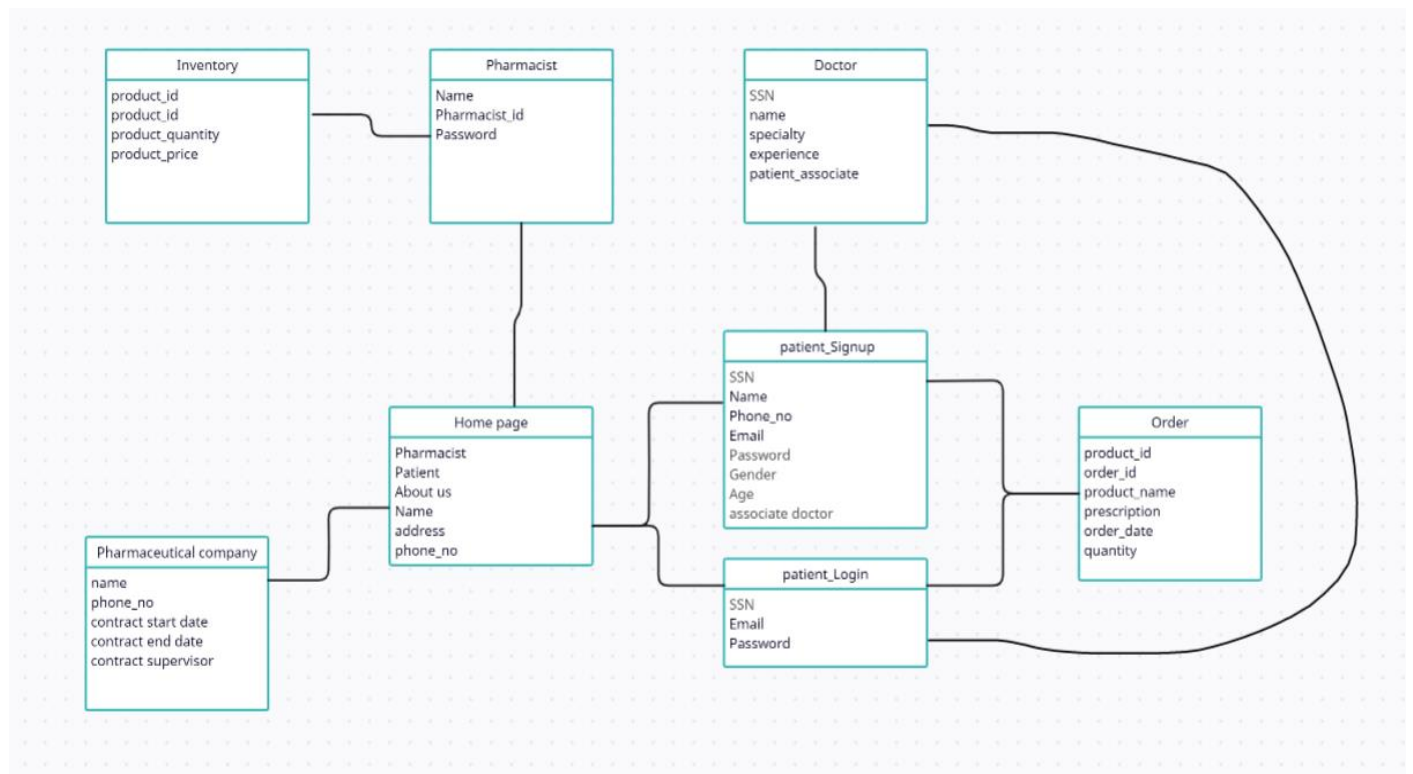 Inventory
product_id
product_id
product_quantity
product_price
Pharmacist
Name
Pharmacist_id
Password
Doctor
SSN
name
specialty
experience
patient_associate
patient_Signup
SSN
Name
Phone_no
Email
Password
Gender
Age
associate doctor
Home page
Pharmacist
Patient
About us
Name
address
phone_no
Order
product_id
order_id
product_name
prescription
order_date
quantity
Pharmaceutical company
name
phone_no
contract start date
contract end date
contract supervisor
patient_Login
SSN
Email
Password